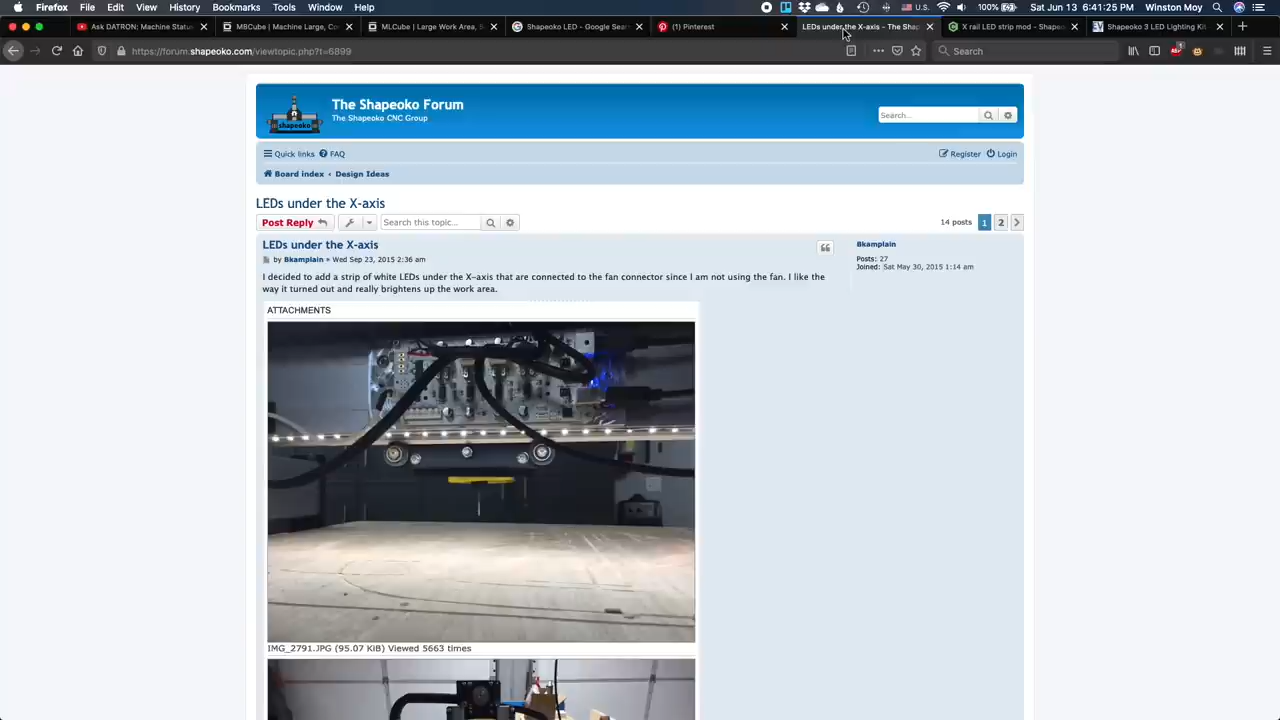 Firefox File Edit View History Bookmarks Tools Window Help
Sat Jul 18 6:41:25 PM Winston Moy
Ask DATRON: Machine Status
MBCube | Machine Large, Co
MLCube | Large Work Area, 5-
Shapeoko LED - Google Sear
(1) Pinterest
LEDs under the X-axis - The Sha
X rail LED strip mod - Shapeo
Shapeoko 3 LED Lighting Kit
https://forum.shapeoko.com/viewtopic.php?t=6899
Search
The Shapeoko Forum
The Shapeoko CNC Group
Search...
Quick links FAQ
Register Login
Board index ‹ Design Ideas
LEDs under the X-axis
Post Reply
Search this topic...
14 posts 1 2
LEDs under the X-axis
by Bkamplain » Wed Sep 23, 2015 2:36 am
I decided to add a strip of white LEDs under the X-axis that are connected to the fan connector since I am not using the fan. I like the
way it turned out and really brightens up the work area.
Bkamplain
Posts: 27
Joined: Sat May 30, 2015 1:14 am
ATTACHMENTS
IMG_2791.JPG (95.07 KiB) Viewed 5663 times